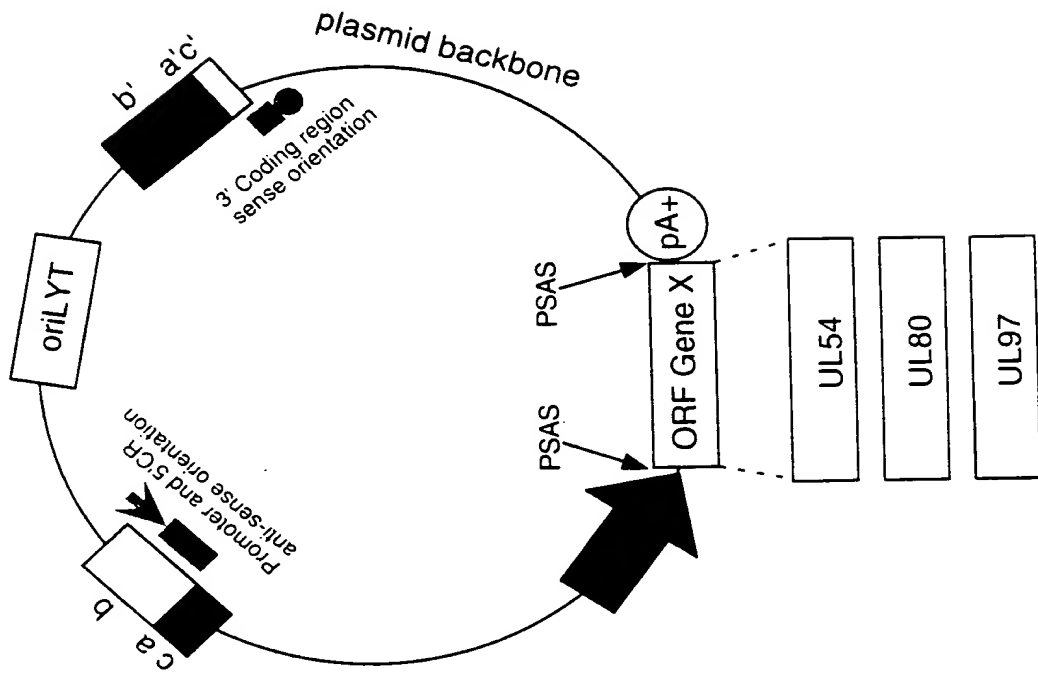 plasmid backbone
b'
a'c'
3' Coding region
sense orientation
oriLYT
Promoter and 5'CR
anti-sense orientation
b
c a
PSAS
PSAS
ORF Gene X
pA+
UL54
UL80
UL97